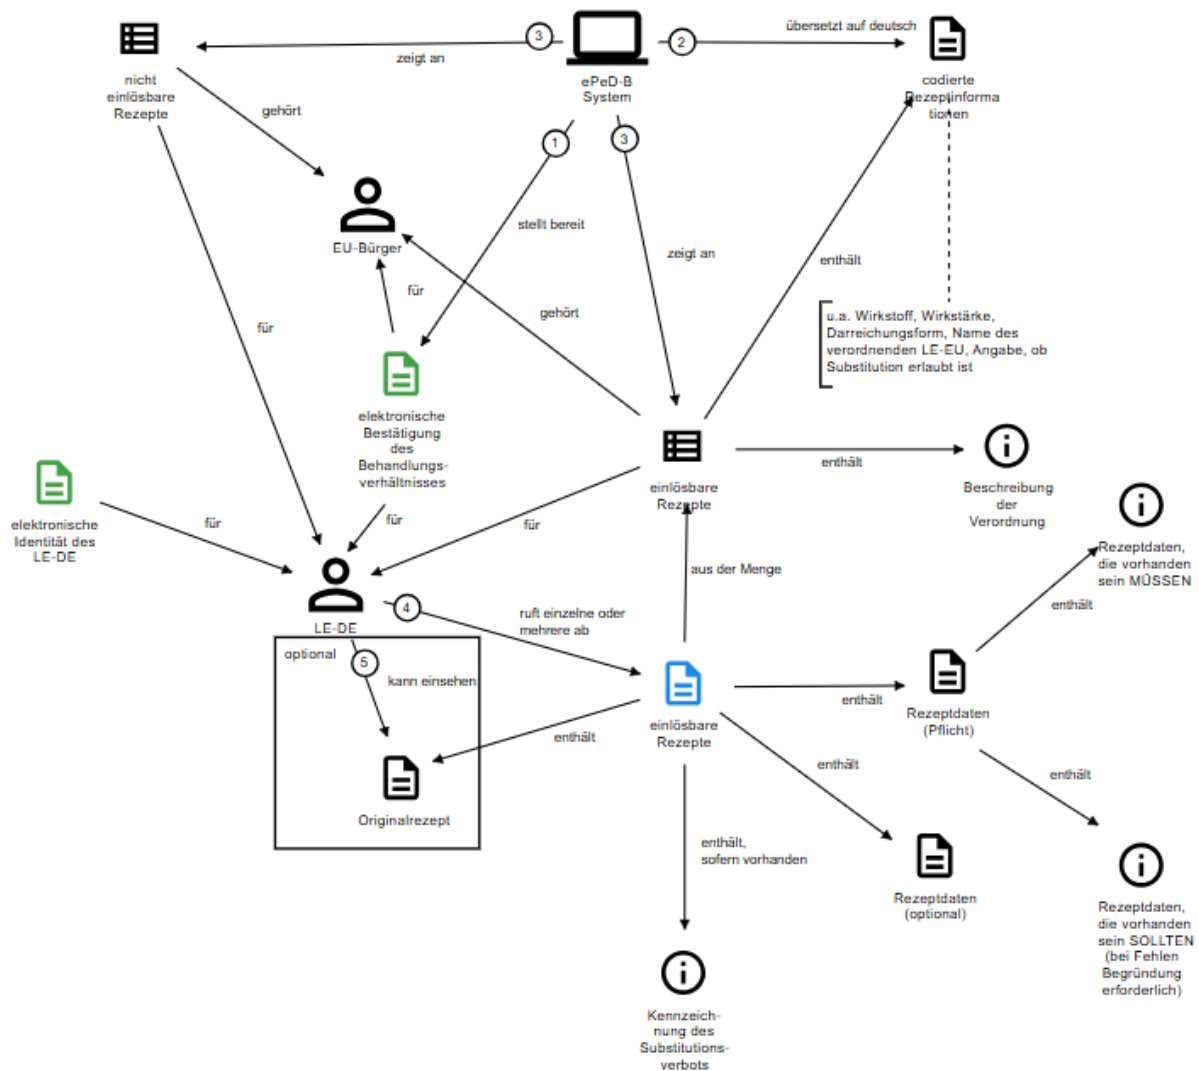 3
2
übersetzt auf deutsch
zeigt an
nicht
einlösbare
Rezepte
ePeD-B
System
codierte
Rezeptinforma
tionen
gehört
1
3
EU-Bürger
stellt bereit
zeigt an
enthält
für
gehört
für
u.a. Wirkstoff, Wirkstärke,
Darreichungsform, Name des
verordnenden LE-EU, Angabe, ob
Substitution erlaubt ist
elektronische
Bestätigung
des
Behandlungs-
verhältnisses
enthält
einlösbare
Rezepte
Beschreibung
der
Verordnung
elektronische
Identität des
LE-DE
für
für
für
Rezeptdaten,
die vorhanden
sein MÜSSEN
aus der Menge
enthält
LE-DE
4
ruft einzelne oder
mehrere ab
optional
5
kann einsehen
enthält
einlösbare
Rezepte
enthält
Rezeptdaten
(Pflicht)
enthält
enthält
Originalrezept
enthält,
sofern vorhanden
Rezeptdaten
(optional)
Rezeptdaten,
die vorhanden
sein SOLLTEN
(bei Fehlen
Begründung
erforderlich)
Kennzeich-
nung des
Substitutions-
verbots